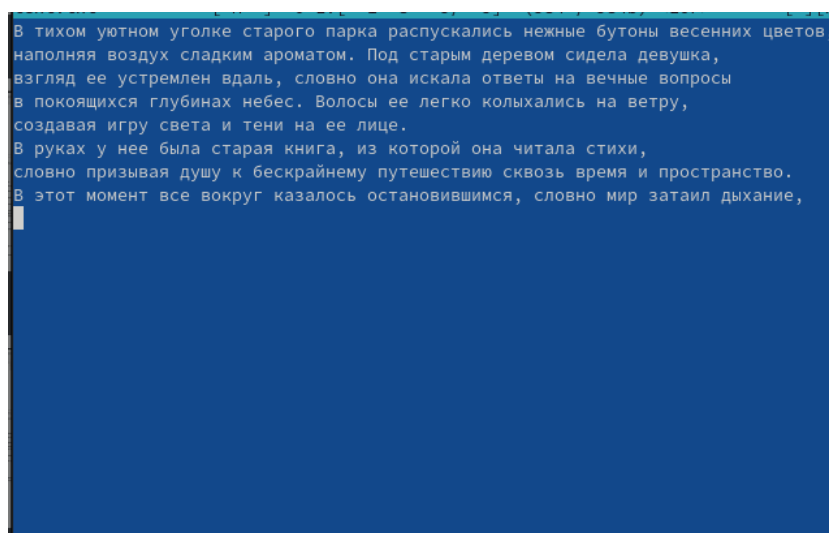 В тихом уютном уголке старого парка распускались нежные бутоны весенних цветов
наполняя воздух сладким ароматом. Под старым деревом сидела девушка,
взгляд ее устремлен вдаль, словно она искала ответы на вечные вопросы
в покоящихся глубинах небес. Волосы ее легко колыхались на ветру,
создавая игру света и тени на ее лице.
В руках у нее была старая книга, из которой она читала стихи,
словно призывая душу к бескрайнему путешествию сквозь время и пространство.
В этот момент все вокруг казалось остановившимся, словно мир затаил дыхание,